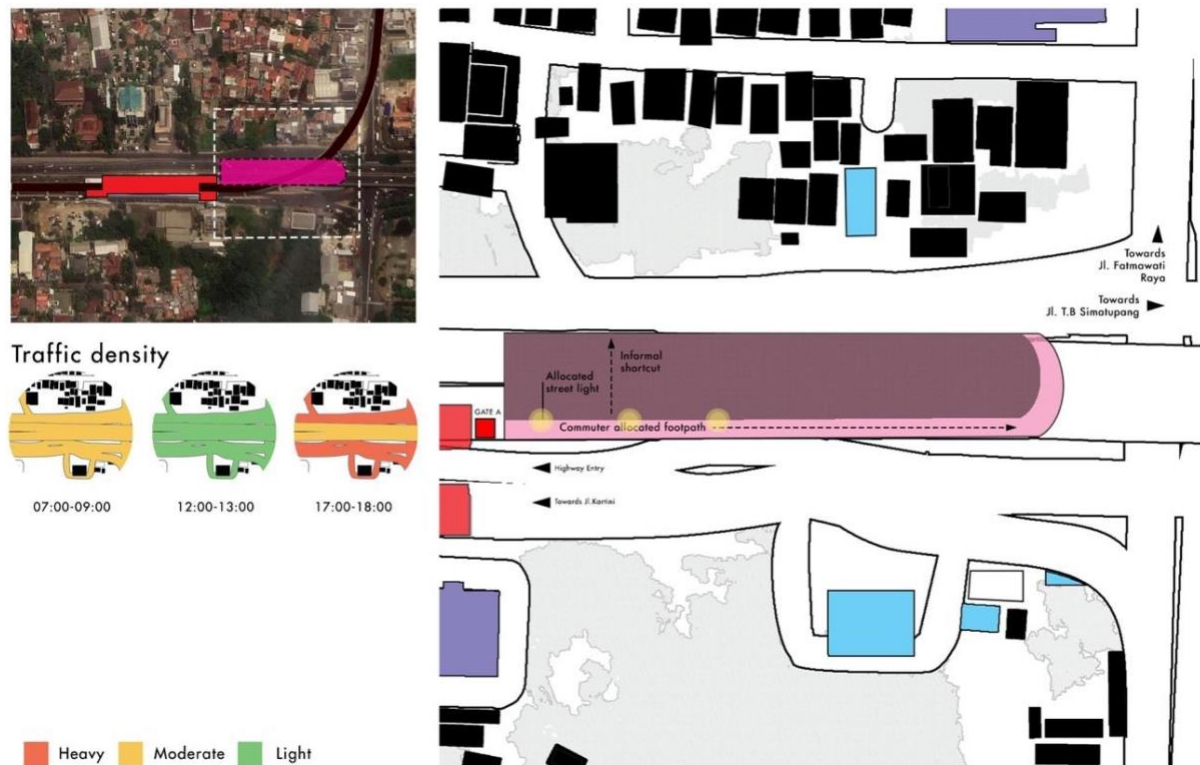 Traffic density
07:00-09:00
12:00-13:00
17:00-18:00
Heavy
Moderate
Light
Towards
Jl. Fatmawati
Raya
Towards
Jl. T.B Simatupang
Informal
shortcut
Allocated
street light
GATE A
Commuter allocated footpath
Highway Entry
Towards Jl.Kartini